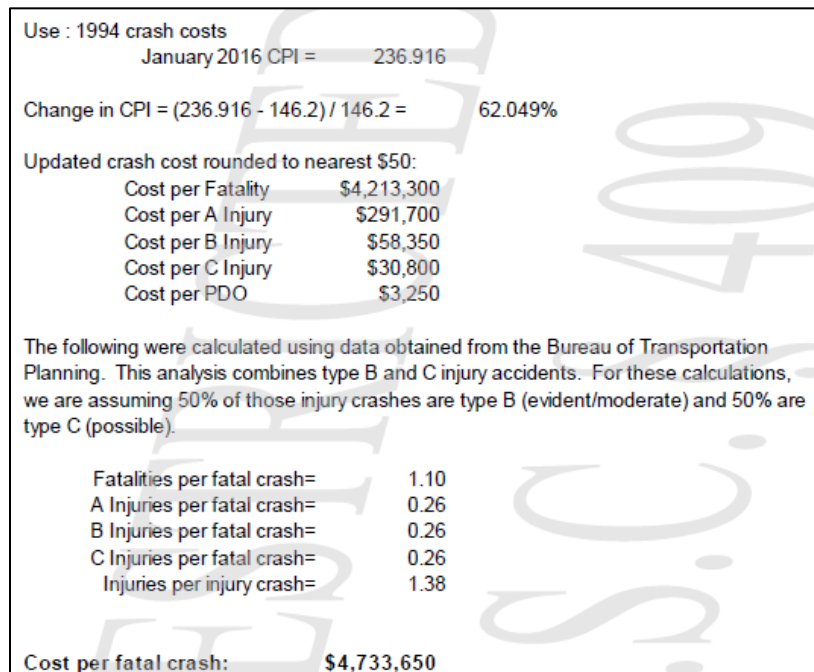 Use : 1994 crash costs
January 2016 CPI = 236.916
Change in CPI = (236.916 - 146.2) / 146.2 = 62.049%
Updated crash cost rounded to nearest $50:
Cost per Fatality $4,213,300
Cost per A Injury $291,700
Cost per B Injury $58,350
Cost per C Injury $30,800
Cost per PDO $3,250
The following were calculated using data obtained from the Bureau of Transportation
Planning. This analysis combines type B and C injury accidents. For these calculations,
we are assuming 50% of those injury crashes are type B (evident/moderate) and 50% are
type C (possible).
Fatalities per fatal crash= 1.10
A Injuries per fatal crash= 0.26
B Injuries per fatal crash= 0.26
C Injuries per fatal crash= 0.26
Injuries per injury crash= 1.38
Cost per fatal crash: $4,733,650
ESTRICTED
S.C. § 409